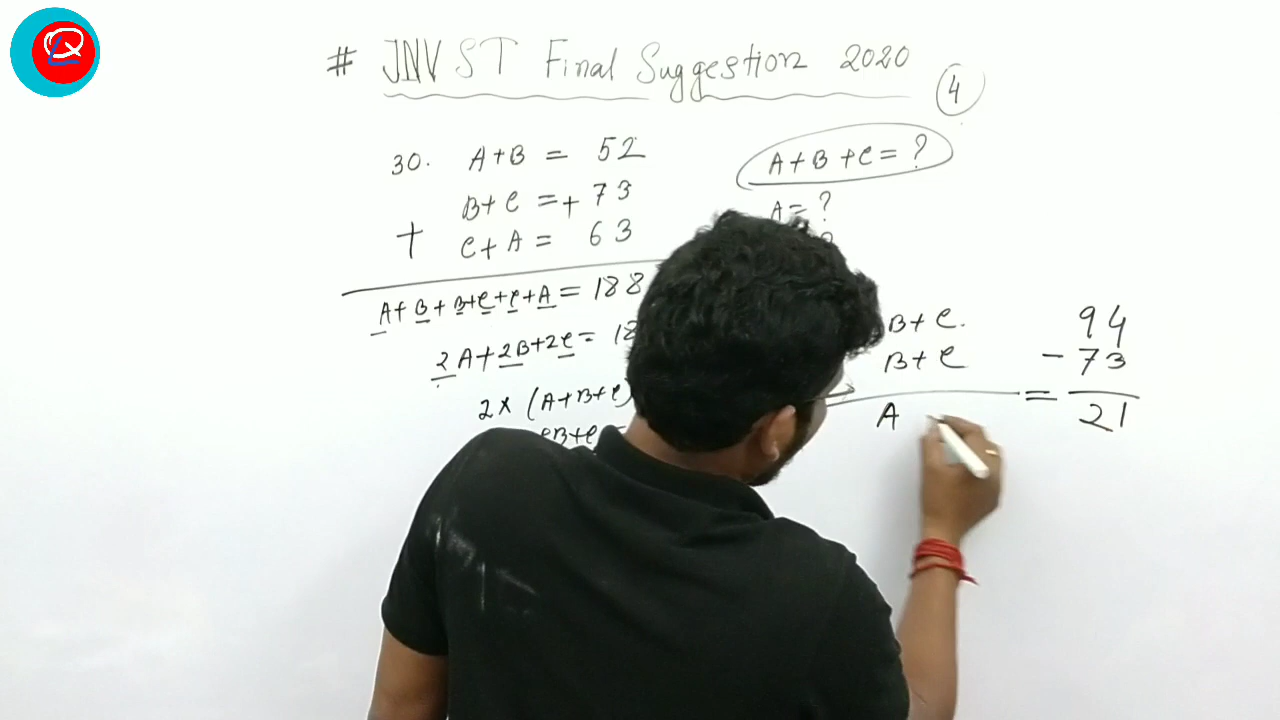 # JNVST Final Suggestion 2020
4
30. A+B = 52
B+C = + 73
+ C+A = 63
A+B+B+C+C+A = 188
2A+2B+2C = 18
2× (A+B+C)
A+B+C = ?
A = ?
?
B+C. 94
B+C - 73
A = 21